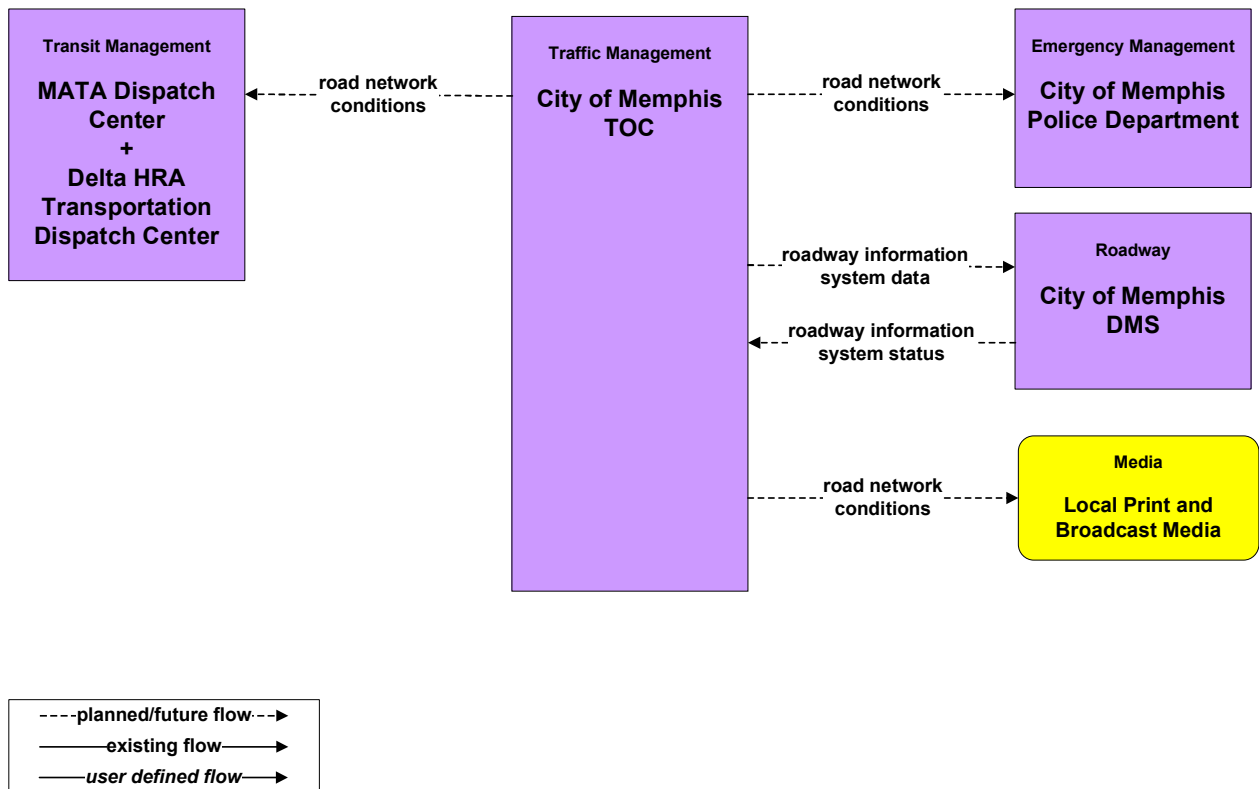 Transit Management
MATA Dispatch
Center
+
Delta HRA
Transportation
Dispatch Center
road network
conditions
Traffic Management
City of Memphis
TOC
road network
conditions
Emergency Management
City of Memphis
Police Department
roadway information
system data
roadway information
system status
Roadway
City of Memphis
DMS
road network
conditions
Media
Local Print and
Broadcast Media
planned/future flow
existing flow
user defined flow